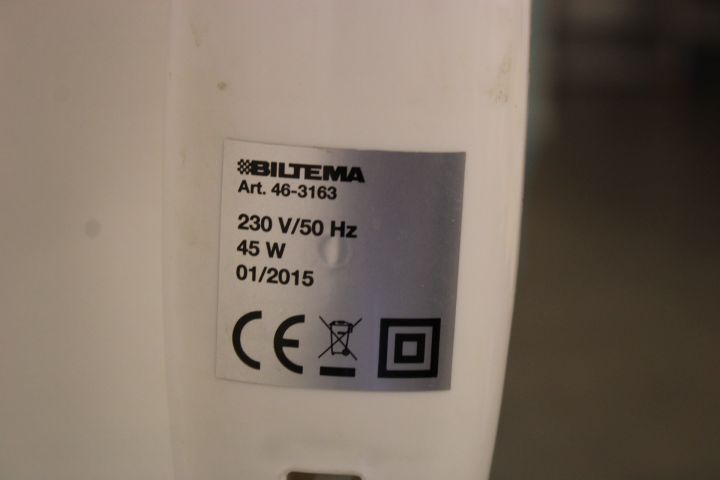 BILTEMA
Art. 46-3163
230 V/50 Hz
45 W
01/2015
CE